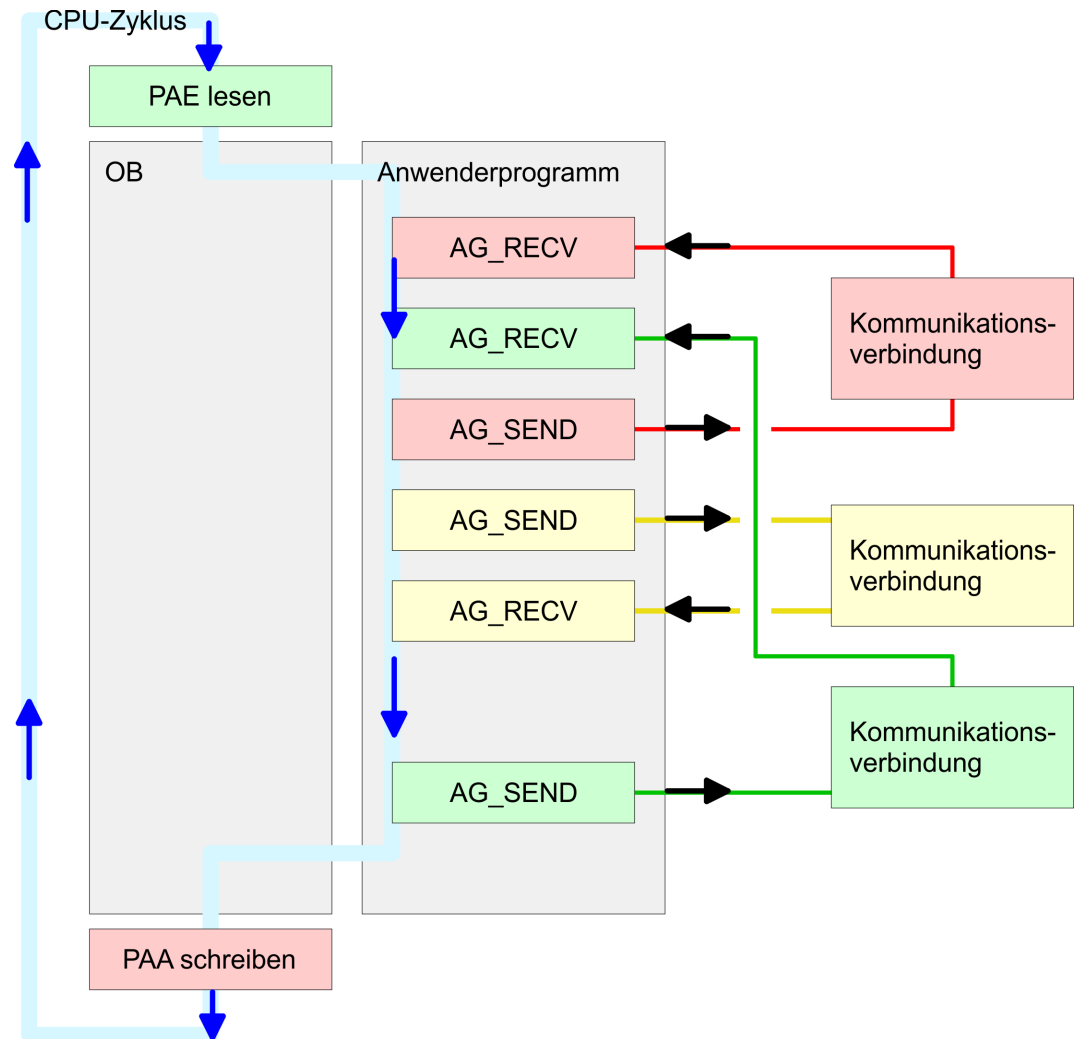 CPU-Zyklus
PAE lesen
OB
Anwenderprogramm
AG_RECV
AG_RECV
AG_SEND
AG_SEND
AG_RECV
AG_SEND
Kommunikations-
verbindung
Kommunikations-
verbindung
Kommunikations-
verbindung
PAA schreiben